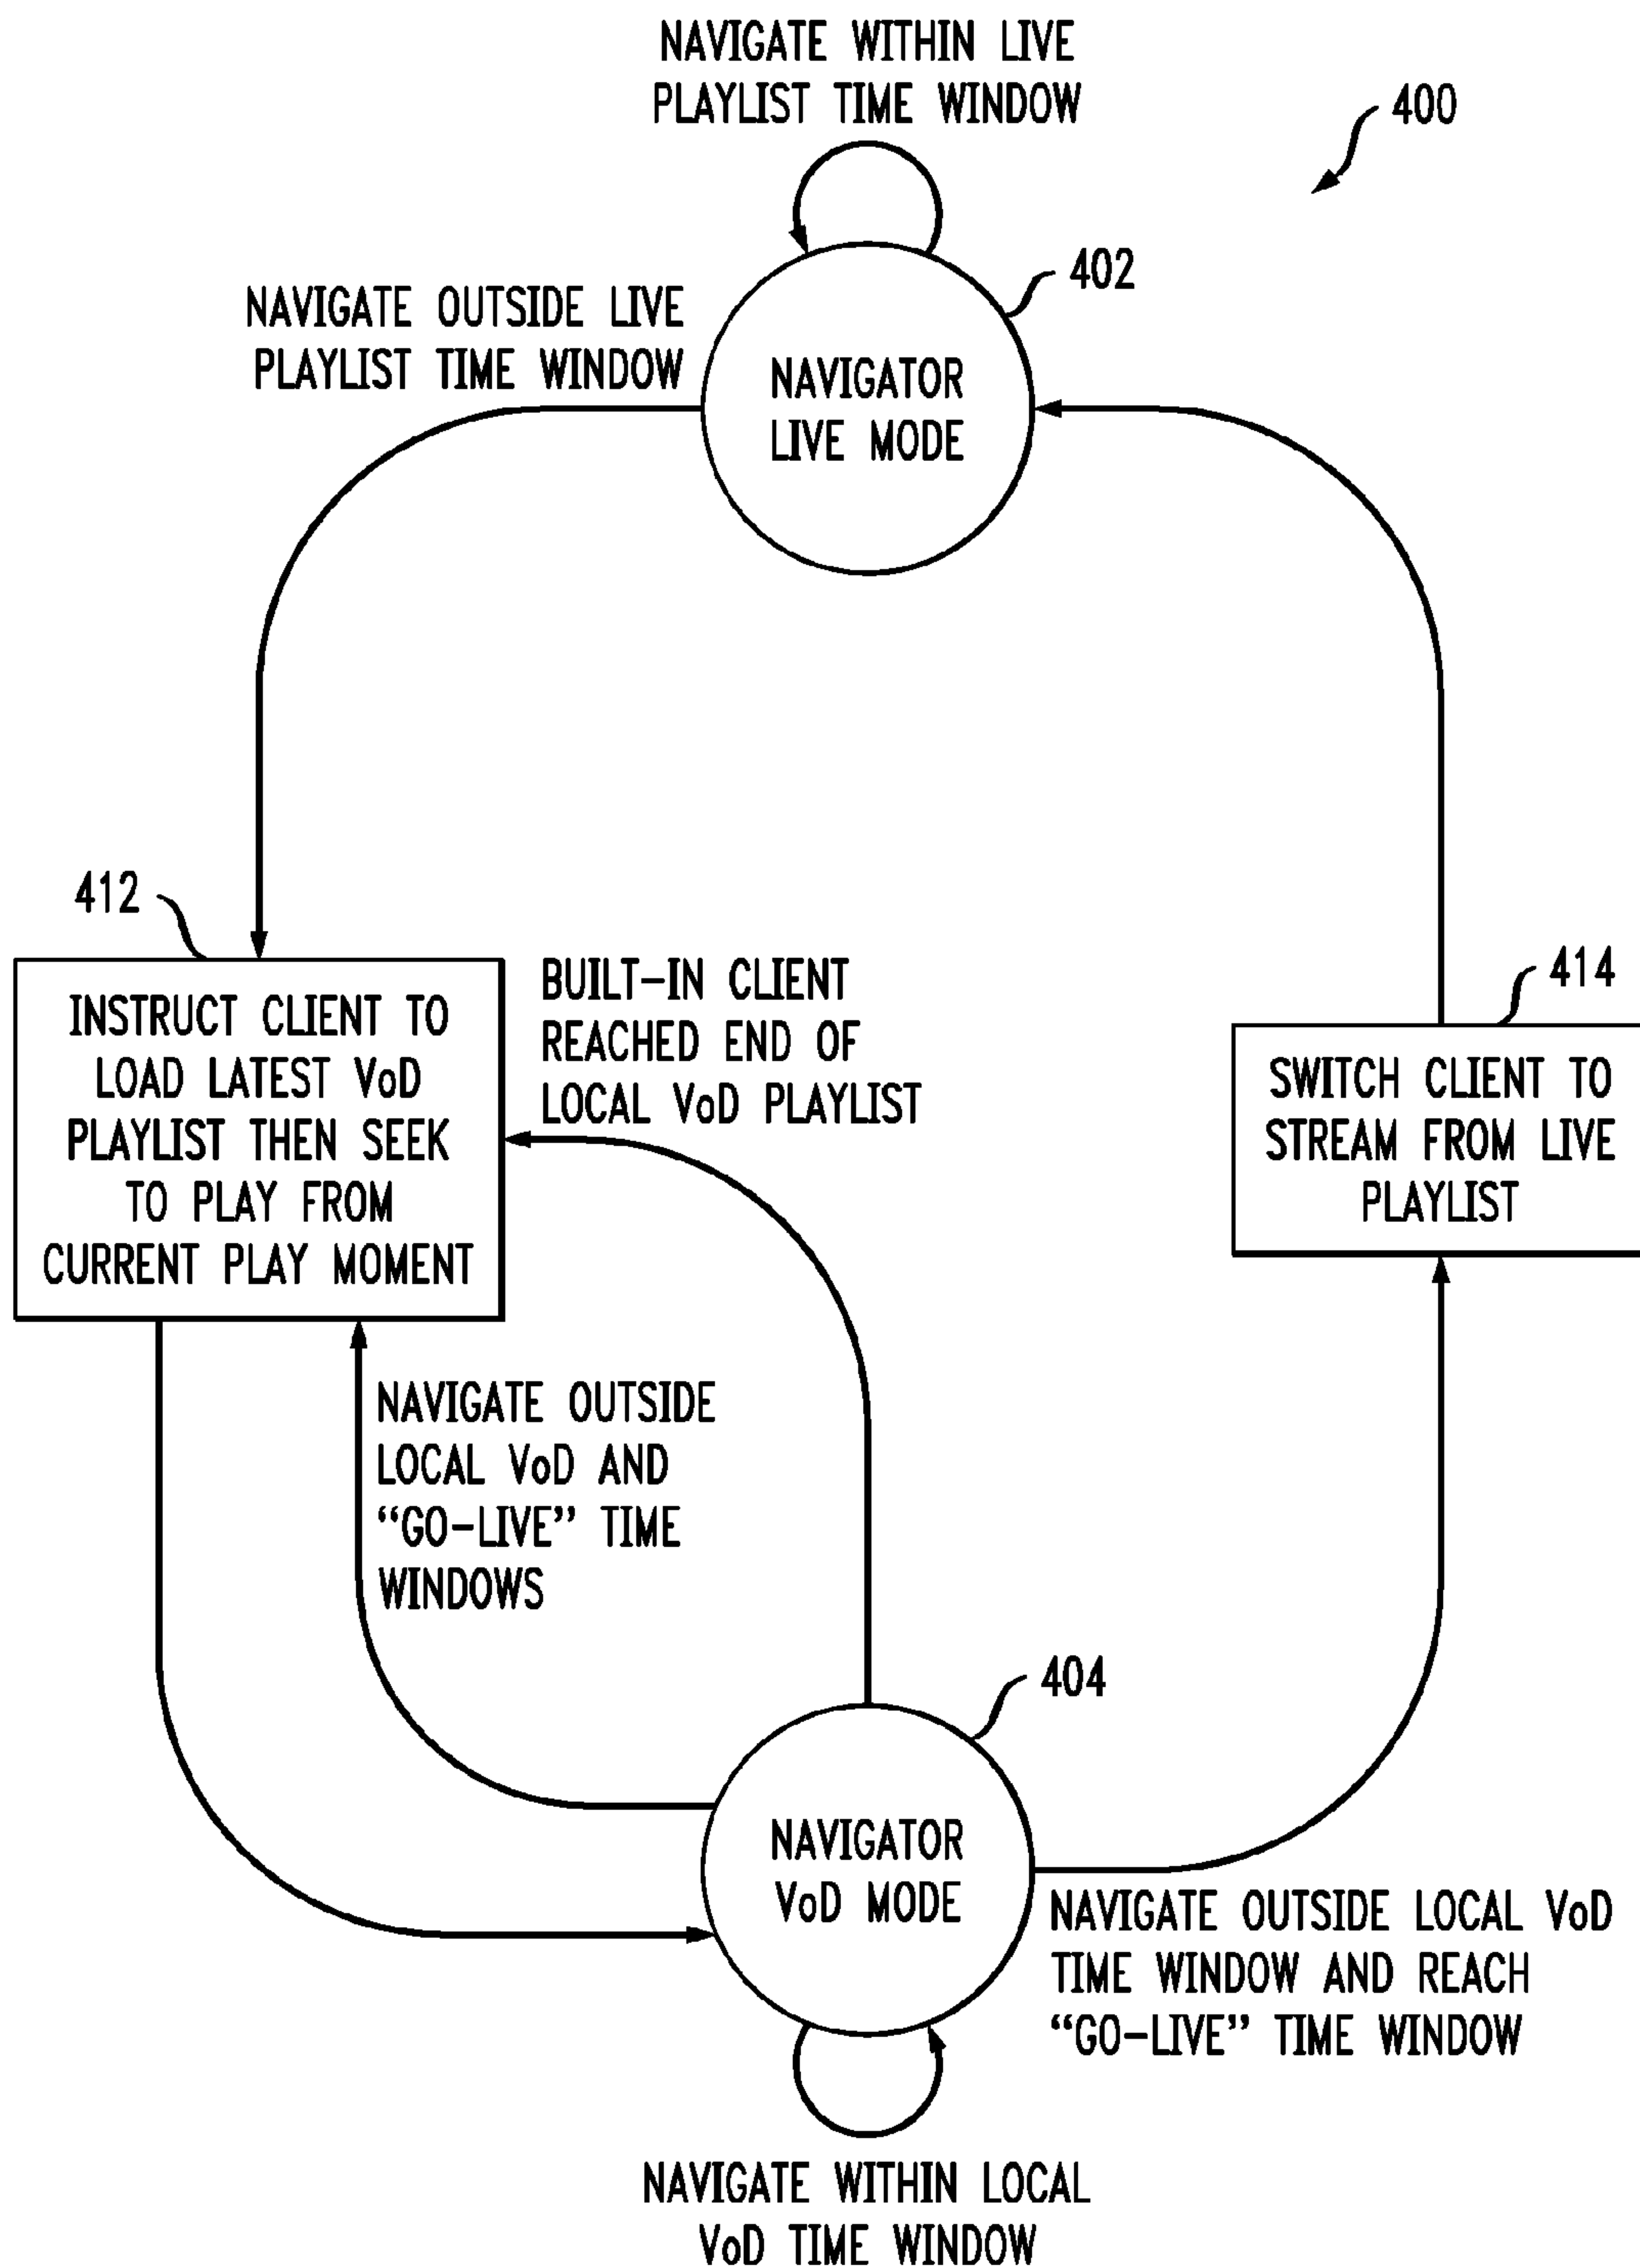 NAVIGATE WITHIN LIVE
PLAYLIST TIME WINDOW
400
402
NAVIGATE OUTSIDE LIVE
PLAYLIST TIME WINDOW
NAVIGATOR
LIVE MODE
412
INSTRUCT CLIENT TO
LOAD LATEST VoD
PLAYLIST THEN SEEK
TO PLAY FROM
CURRENT PLAY MOMENT
BUILT-IN CLIENT
REACHED END OF
LOCAL VoD PLAYLIST
414
SWITCH CLIENT TO
STREAM FROM LIVE
PLAYLIST
NAVIGATE OUTSIDE
LOCAL VoD AND
“GO-LIVE” TIME
WINDOWS
404
NAVIGATOR
VoD MODE
NAVIGATE OUTSIDE LOCAL VoD
TIME WINDOW AND REACH
“GO-LIVE” TIME WINDOW
NAVIGATE WITHIN LOCAL
VoD TIME WINDOW